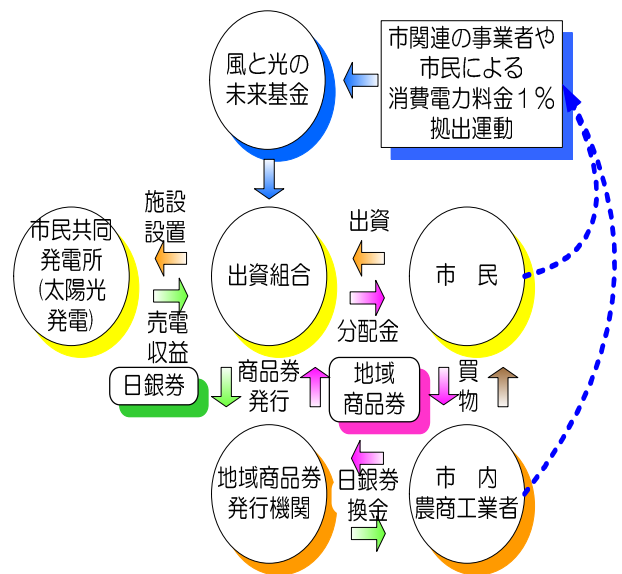 風と光の
未来基金
市関連の事業者や
市民による
消費電力料金1%
拠出運動
施設
設置
出資
市民共同
発電所
(太陽光
発電)
出資組合
市 民
売電
収益
分配金
日銀券
商品券
発行
地域
商品券
買
物
地域商品券
発行機関
日銀券
換金
市 内
農商工業者